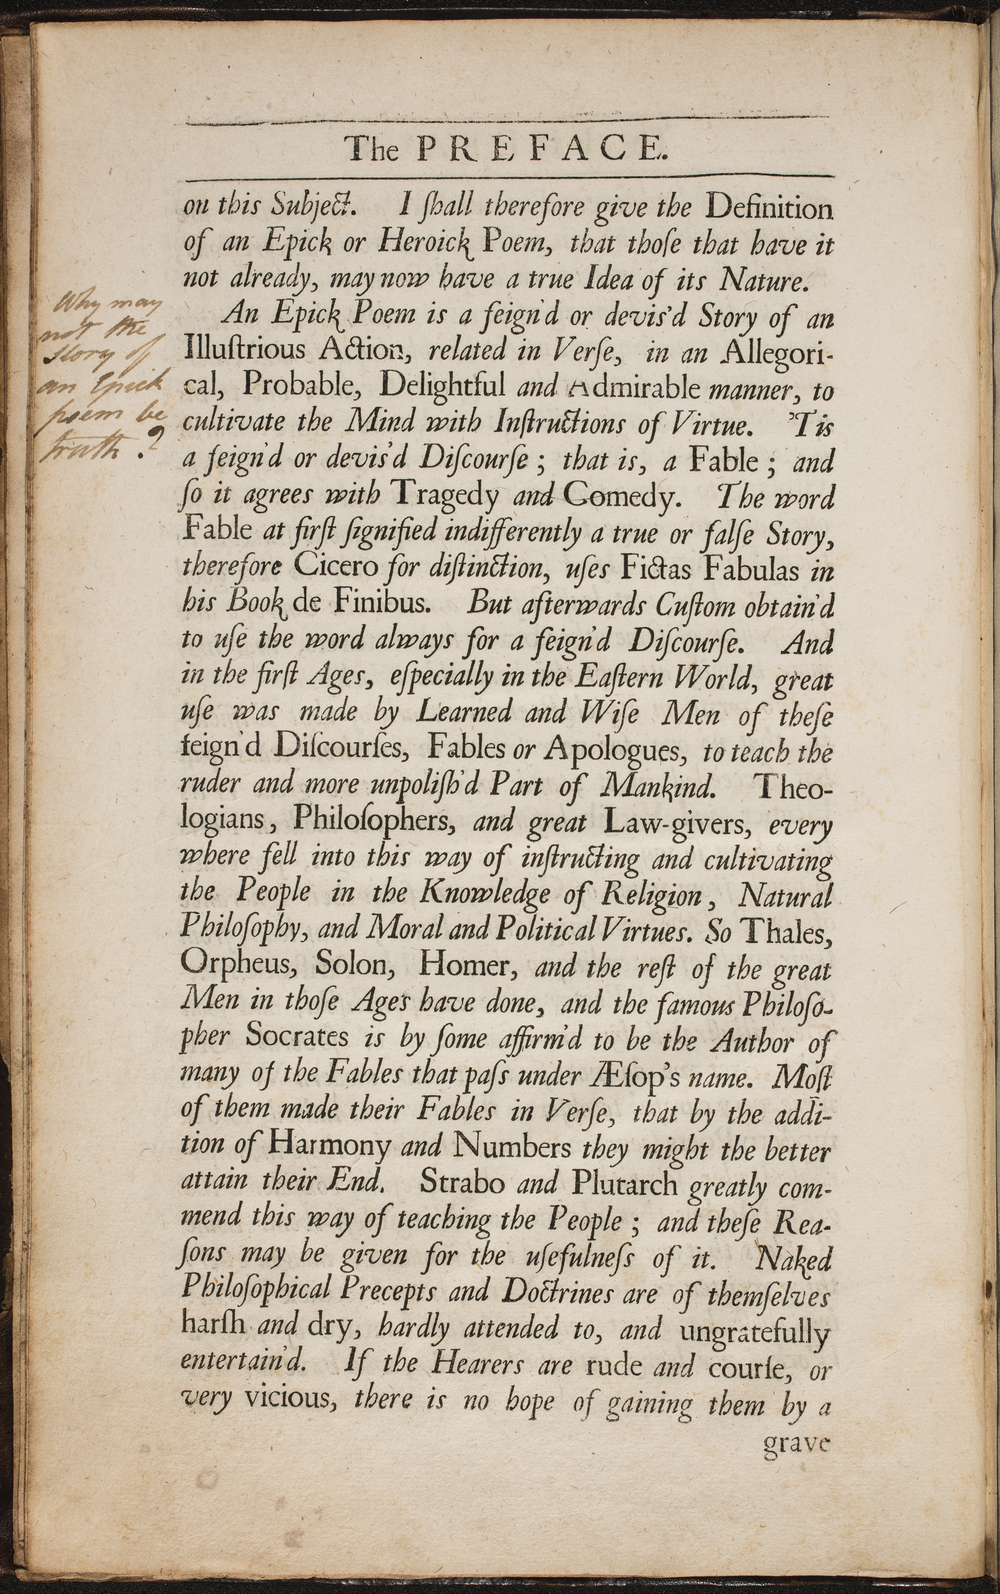 The PREFACE.
on this Subject. I ſhall therefore give the Definition
of an Epick or Heroick Poem, that thoſe that have it
not already, may now have a true Idea of its Nature.
An Epick Poem is a feign'd or devis'd Story of an
Illuſtrious Action, related in Verſe, in an Allegori-
cal, Probable, Delightful and Admirable manner, to
cultivate the Mind with Inſtructions of Virtue. 'Tis
a feign'd or devis'd Diſcourſe ; that is, a Fable ; and
ſo it agrees with Tragedy and Comedy. The word
Fable at firſt ſignified indifferently a true or falſe Story,
therefore Cicero for diſtinction, uſes Fictas Fabulas in
his Book de Finibus. But afterwards Cuſtom obtain'd
to uſe the word always for a feign'd Diſcourſe. And
in the firſt Ages, eſpecially in the Eaſtern World, great
uſe was made by Learned and Wiſe Men of theſe
feign'd Diſcourſes, Fables or Apologues, to teach the
ruder and more unpoliſh'd Part of Mankind. Theo-
logians, Philoſophers, and great Law-givers, every
where fell into this way of inſtructing and cultivating
the People in the Knowledge of Religion, Natural
Philoſophy, and Moral and Political Virtues. So Thales,
Orpheus, Solon, Homer, and the reſt of the great
Men in thoſe Ages have done, and the famous Philoſo-
pher Socrates is by ſome affirm'd to be the Author of
many of the Fables that paſs under Æſop's name. Moſt
of them made their Fables in Verſe, that by the addi-
tion of Harmony and Numbers they might the better
attain their End. Strabo and Plutarch greatly com-
mend this way of teaching the People ; and theſe Rea-
ſons may be given for the uſefulneſs of it. Naked
Philoſophical Precepts and Doctrines are of themſelves
harſh and dry, hardly attended to, and ungratefully
entertain'd. If the Hearers are rude and courſe, or
very vicious, there is no hope of gaining them by a
grave
Why may
not the
Story of
an Epick
poem be
truth ?